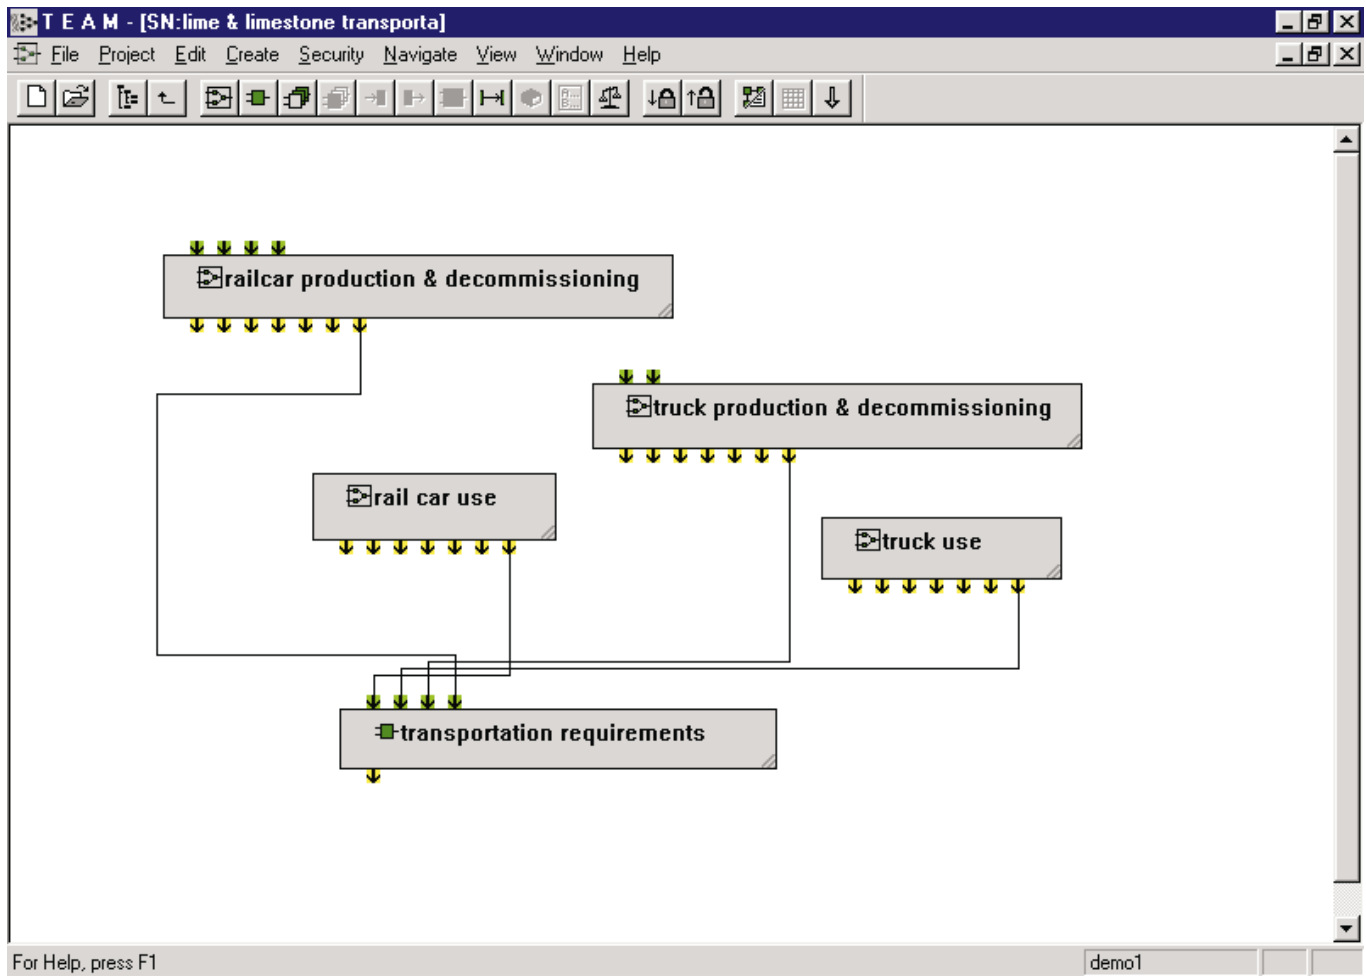 T E A M - [SN:lime & limestone transporta]
File Project Edit Create Security Navigate View Window Help
railcar production & decommissioning
truck production & decommissioning
rail car use
truck use
transportation requirements
For Help, press F1
demo1